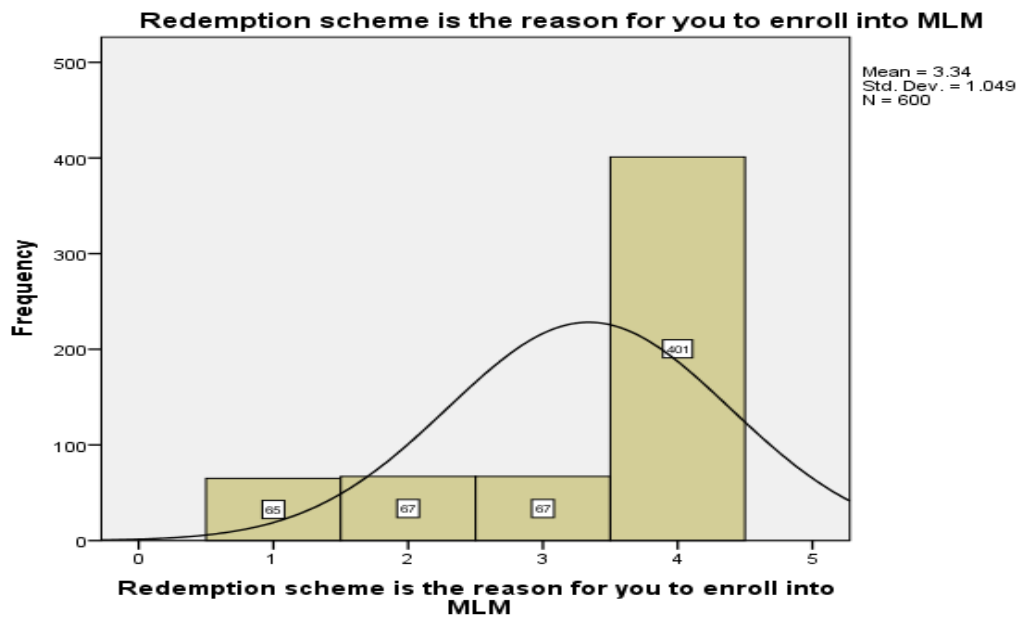 Redemption scheme is the reason for you to enroll into MLM
Mean = 3.34
Std. Dev. = 1.049
N = 600
Frequency
500
400
300
200
100
0
65
67
67
401
0 1 2 3 4 5
Redemption scheme is the reason for you to enroll into
MLM